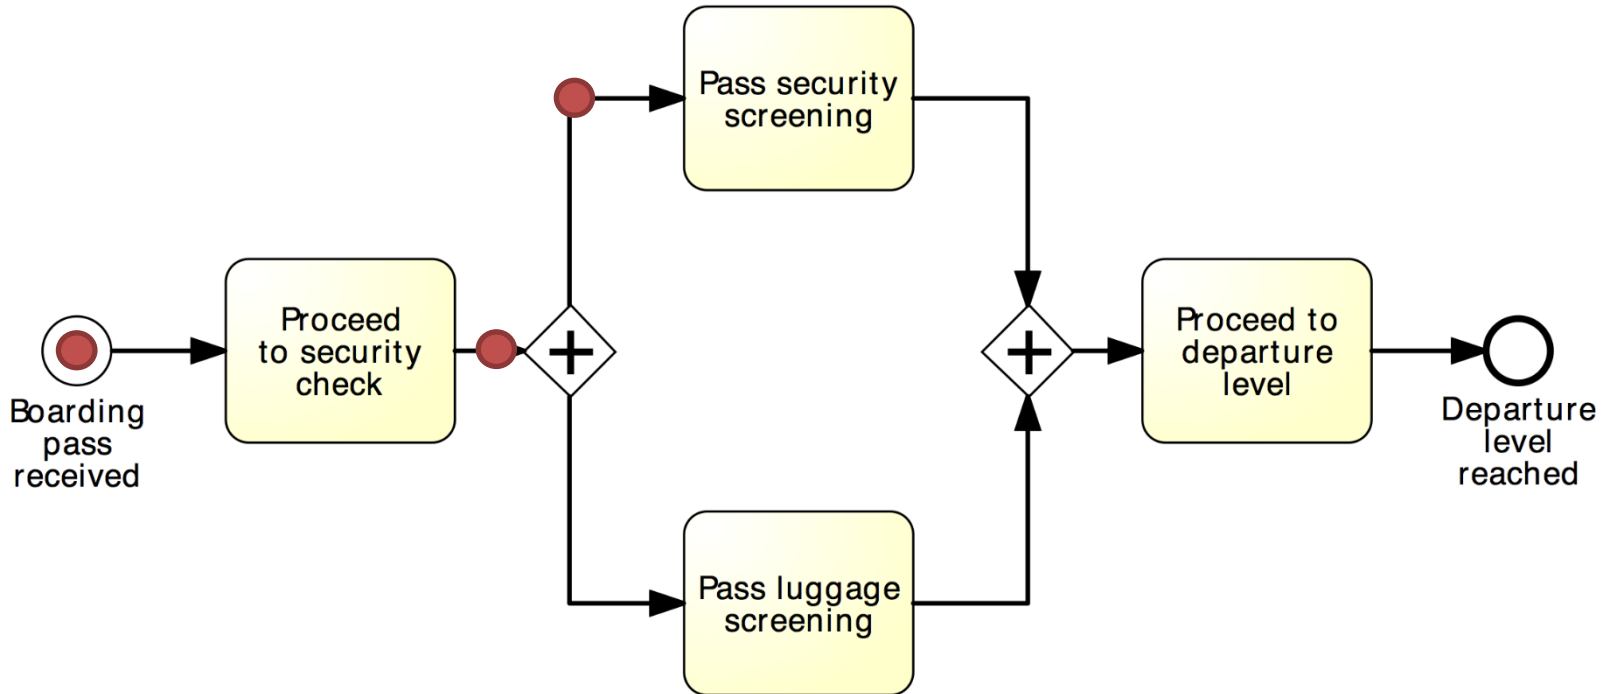 Boarding
pass
received
Proceed
to security
check
Pass security
screening
Pass luggage
screening
Proceed to
departure
level
Departure
level
reached